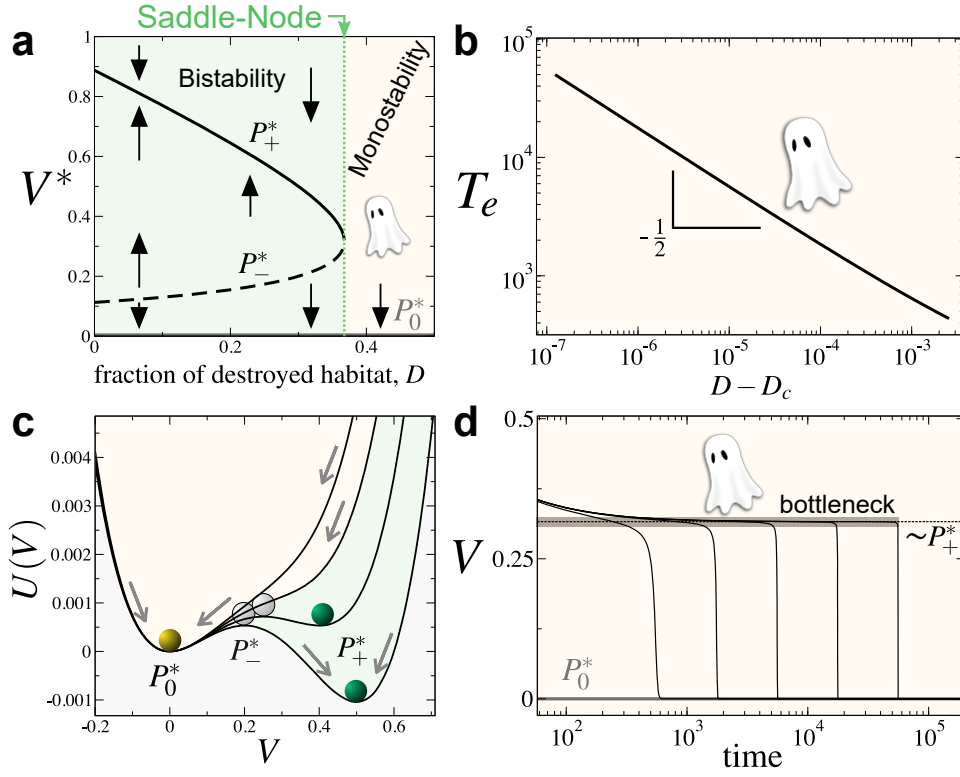 Saddle-Node
a
1
0.8
0.6
0.4
0.2
0
V*
Bistability
Monostability
P*+
P*−
P*0
0
0.2
0.4
fraction of destroyed habitat, D
b
10^5
10^4
10^3
T_e
-1/2
10^-7
10^-6
10^-5
10^-4
10^-3
D − D_c
c
0.004
0.003
0.002
0.001
0
-0.001
U(V)
P*0
P*−
P*+
-0.2
0
0.2
0.4
0.6
V
d
0.5
0.25
0
V
bottleneck
~P*+
P*0
10^2
10^3
10^4
10^5
time